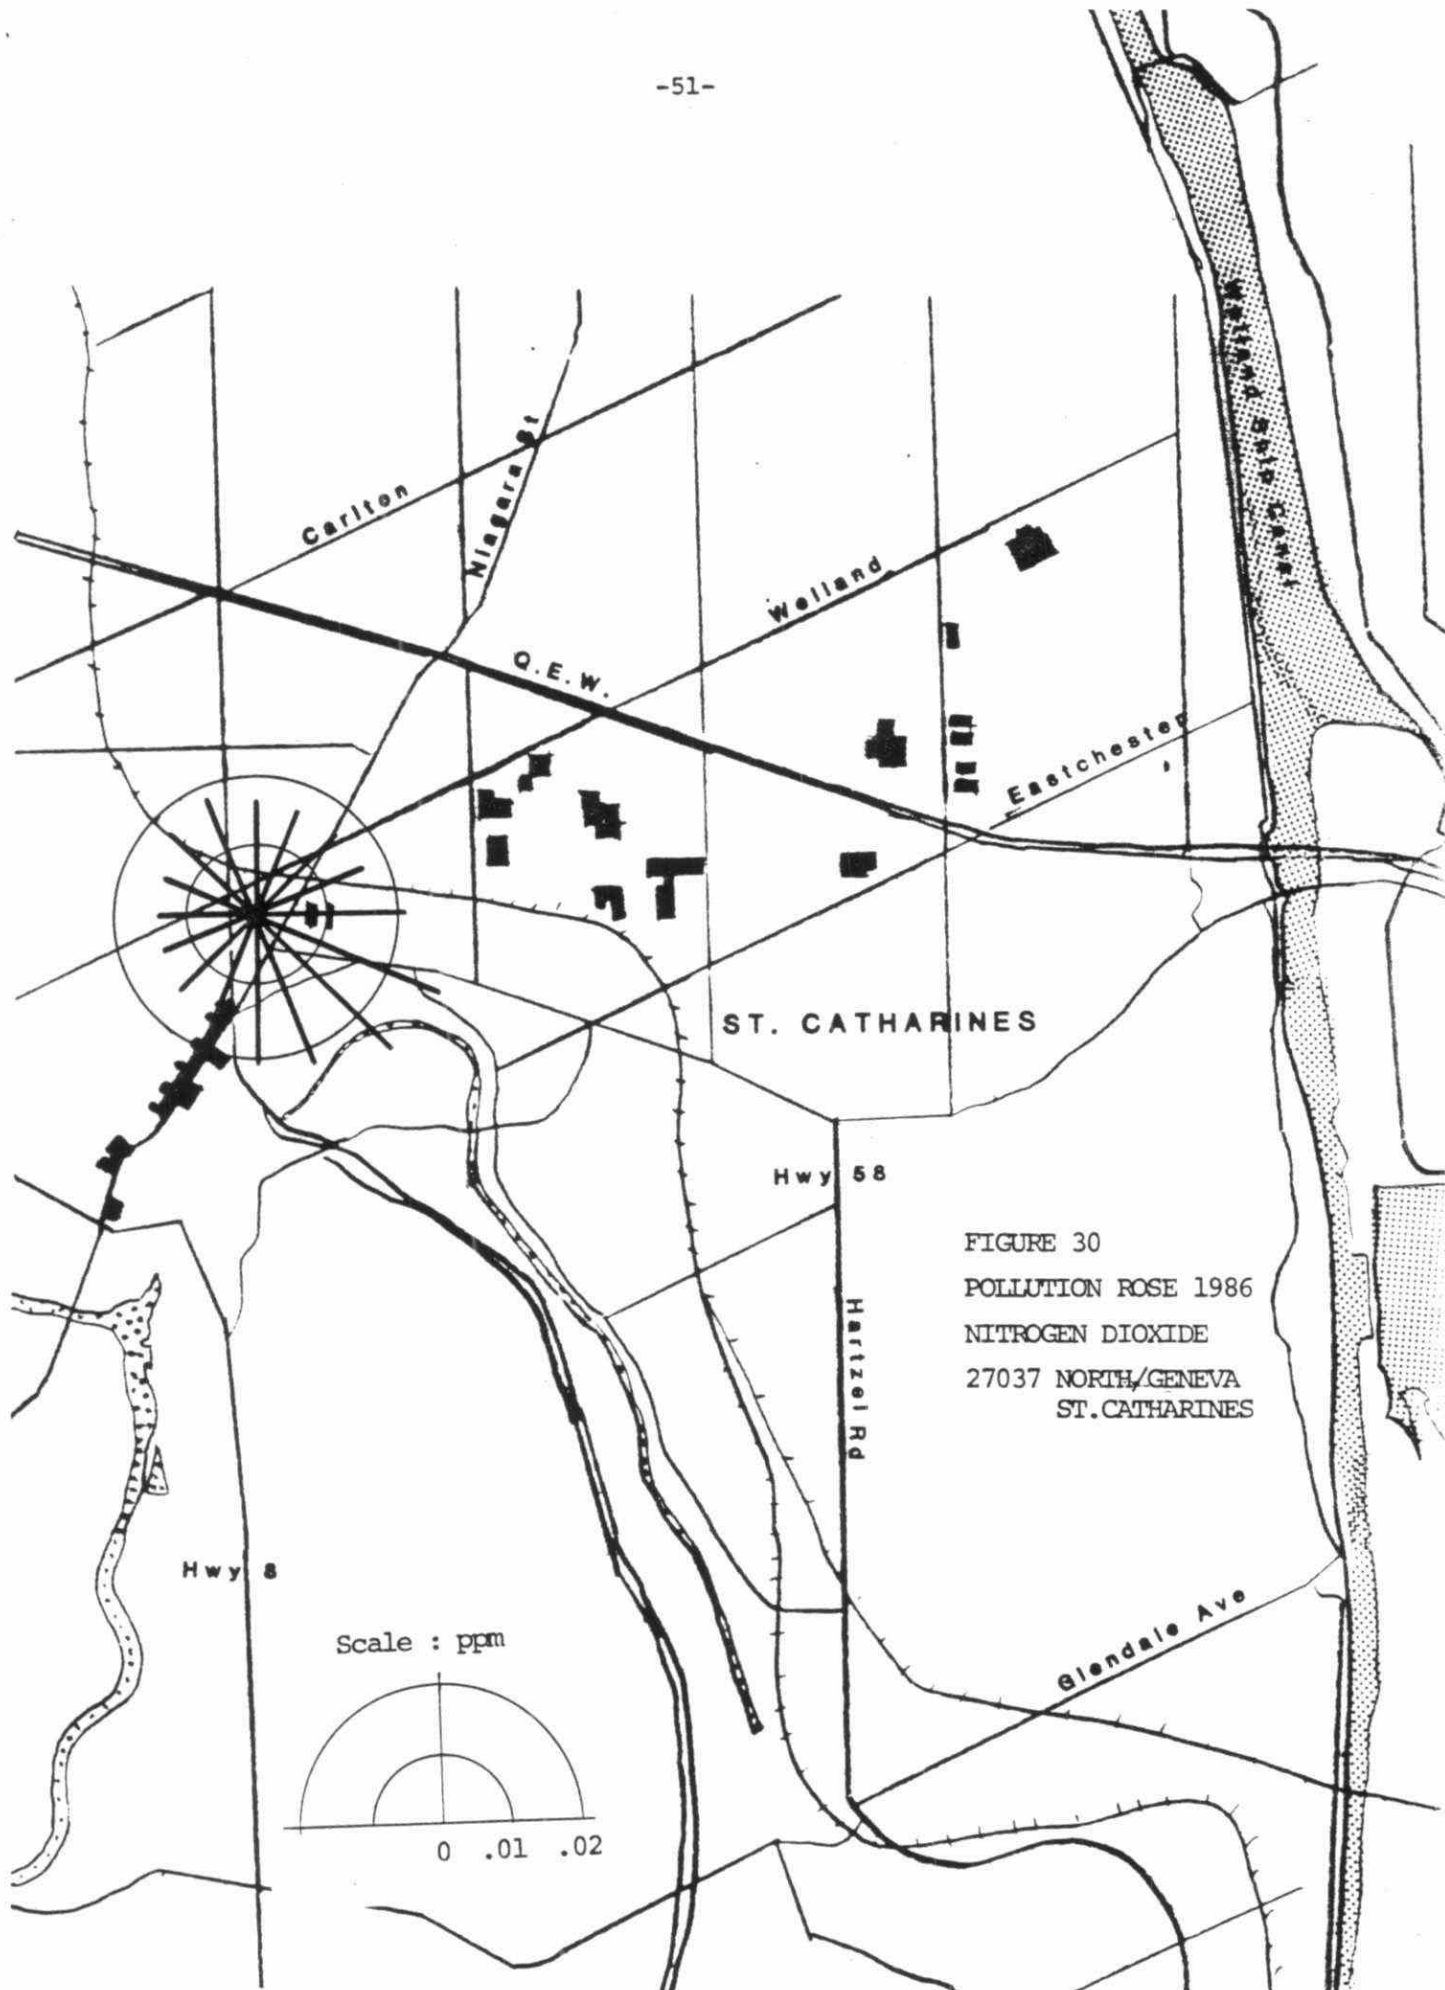 -51-
Welland Ship Canal
Niagara St
Carlton
Welland
Q.E.W.
Eastchester
ST. CATHARINES
Hwy 58
FIGURE 30
POLLUTION ROSE 1986
NITROGEN DIOXIDE
27037 NORTH/GENEVA
ST.CATHARINES
Hartzel Rd
Hwy 8
Glendale Ave
Scale : ppm
0 .01 .02